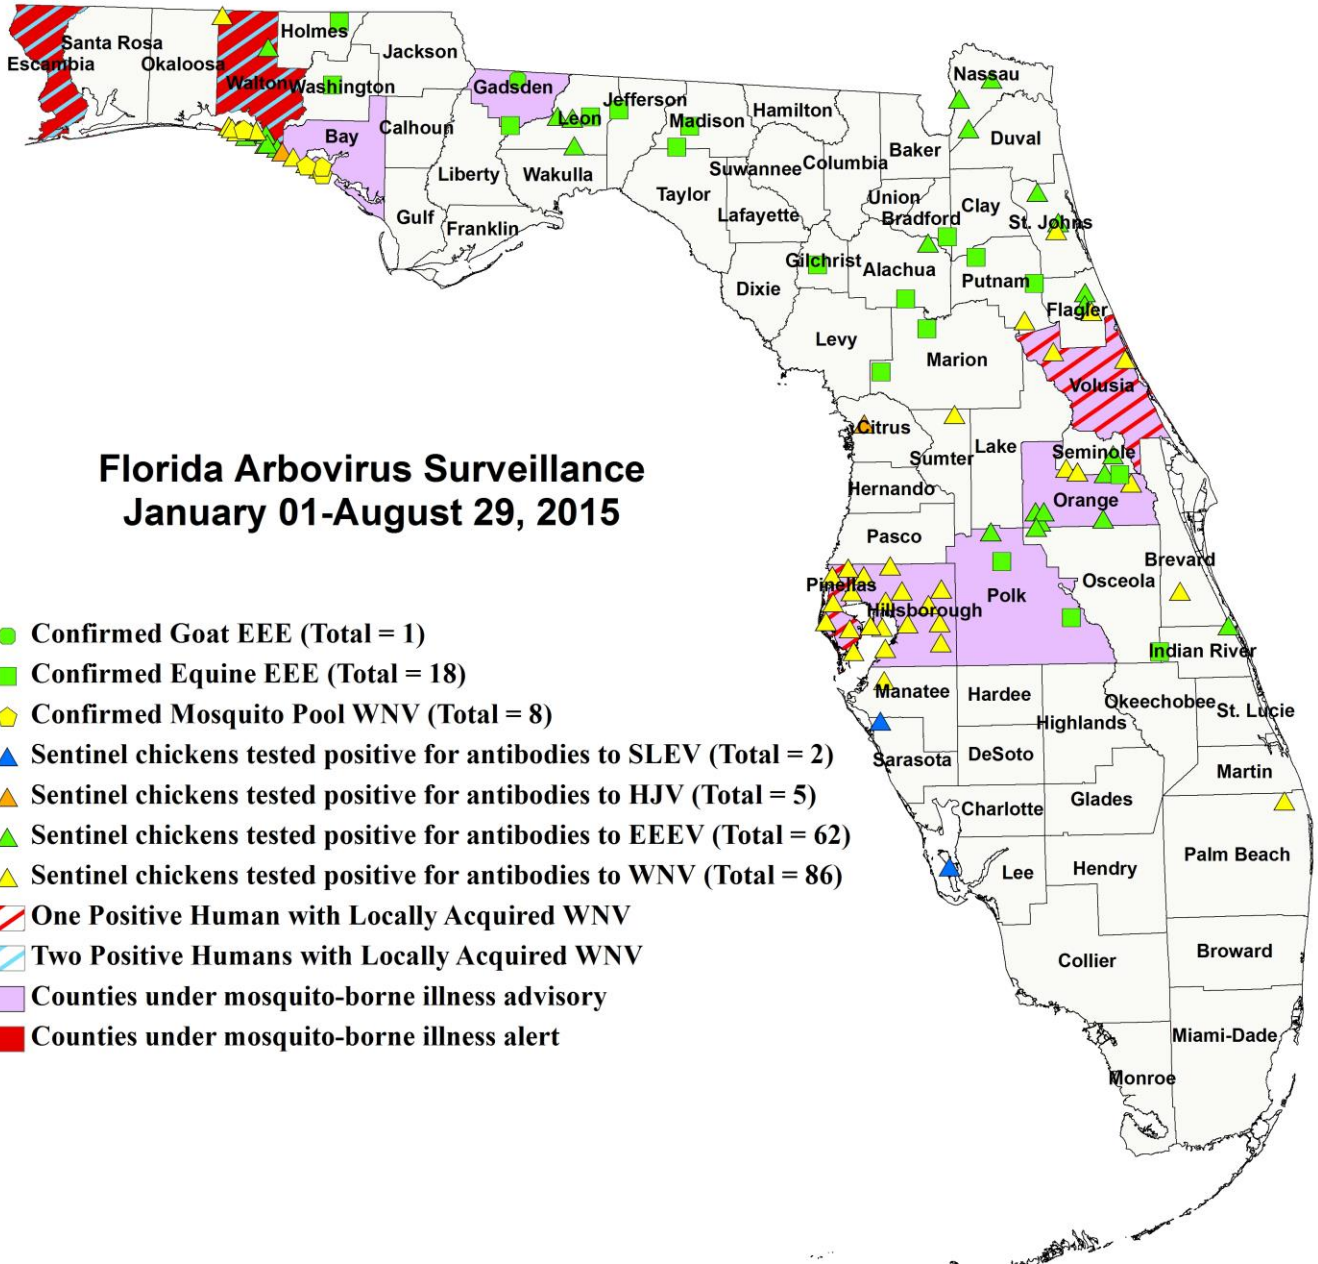 Holmes
Jackson
Santa Rosa
Escambia
Okaloosa
Walton
Washington
Gadsden
Nassau
Jefferson
Leon
Madison
Hamilton
Bay
Calhoun
Duval
Baker
Columbia
Suwannee
Liberty
Wakulla
Taylor
Union
Lafayette
Bradford
Clay
St. Johns
Gulf
Franklin
Gilchrist
Alachua
Putnam
Dixie
Flagler
Levy
Marion
Volusia
Citrus
Lake
Sumter
Seminole
Hernando
Orange
Pasco
Brevard
Osceola
Pinellas
Polk
Hillsborough
Indian River
Manatee
Hardee
Okeechobee
St. Lucie
Highlands
Sarasota
DeSoto
Martin
Charlotte
Glades
Palm Beach
Lee
Hendry
Broward
Collier
Miami-Dade
Monroe
Florida Arbovirus Surveillance
January 01-August 29, 2015
Confirmed Goat EEE (Total = 1)
Confirmed Equine EEE (Total = 18)
Confirmed Mosquito Pool WNV (Total = 8)
Sentinel chickens tested positive for antibodies to SLEV (Total = 2)
Sentinel chickens tested positive for antibodies to HJV (Total = 5)
Sentinel chickens tested positive for antibodies to EEEV (Total = 62)
Sentinel chickens tested positive for antibodies to WNV (Total = 86)
One Positive Human with Locally Acquired WNV
Two Positive Humans with Locally Acquired WNV
Counties under mosquito-borne illness advisory
Counties under mosquito-borne illness alert